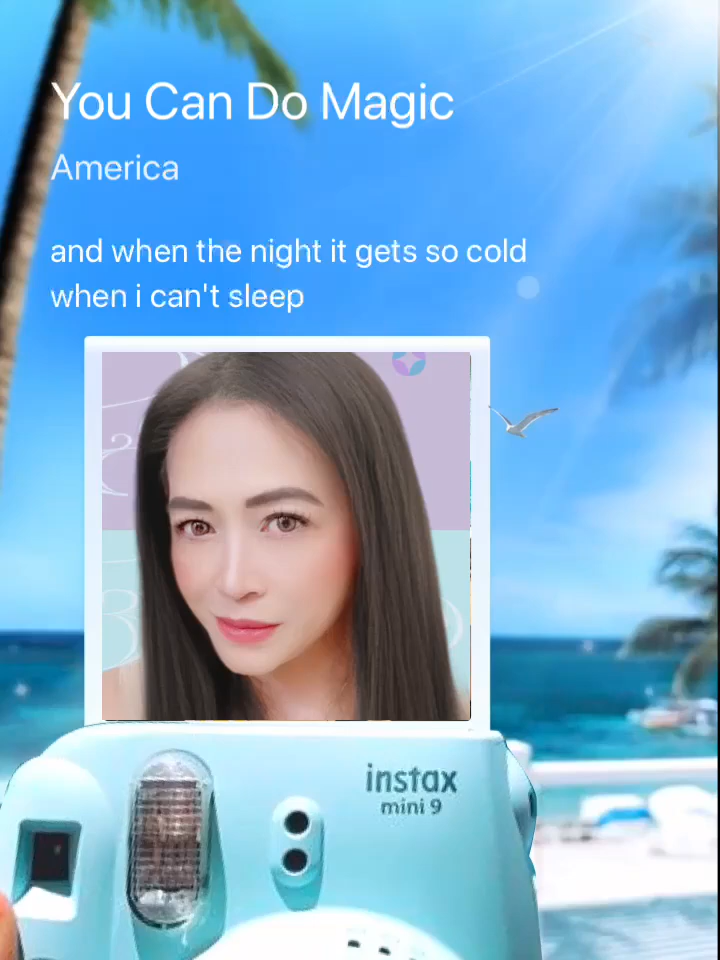 You Can Do Magic
America
and when the night it gets so cold
when i can't sleep
instax
mini 9